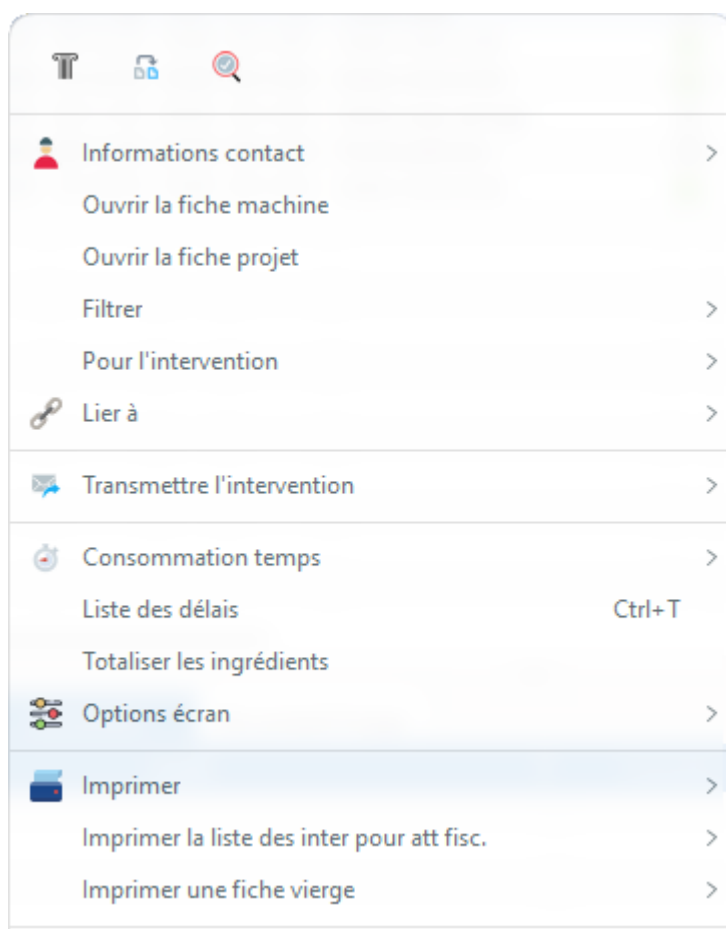 Informations contact
Ouvrir la fiche machine
Ouvrir la fiche projet
Filtrer
Pour l'intervention
Lier à
Transmettre l'intervention
Consommation temps
Liste des délais Ctrl+T
Totaliser les ingrédients
Options écran
Imprimer
Imprimer la liste des inter pour att fisc.
Imprimer une fiche vierge